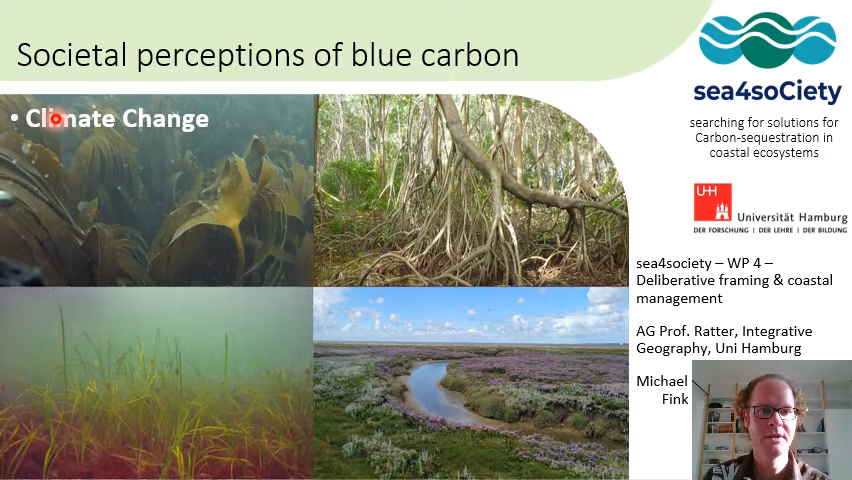 Societal perceptions of blue carbon
• Climate Change
sea4soCiety
searching for solutions for
Carbon-sequestration in
coastal ecosystems
UHH
Universität Hamburg
DER FORSCHUNG | DER LEHRE | DER BILDUNG
sea4society – WP 4 –
Deliberative framing & coastal
management
AG Prof. Ratter, Integrative
Geography, Uni Hamburg
Michael
Fink